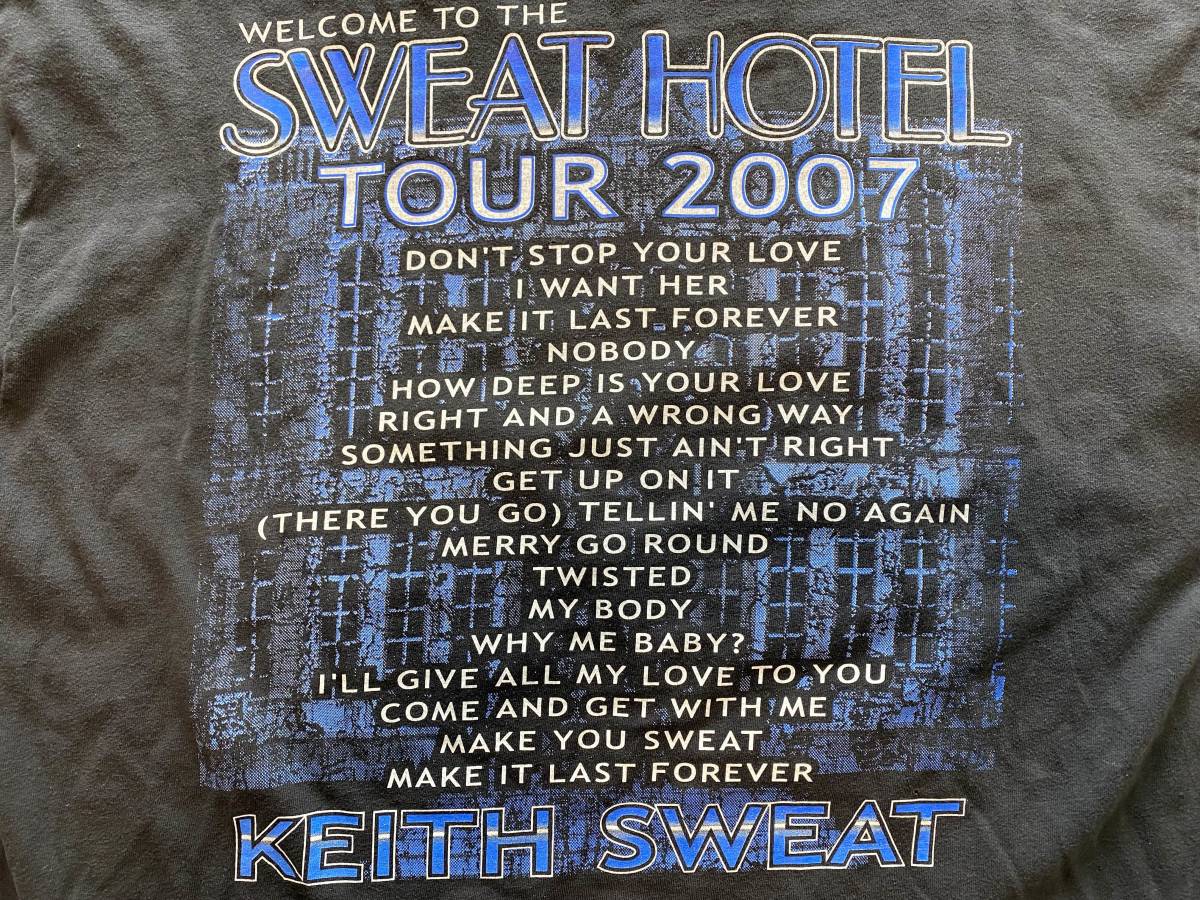 WELCOME TO THE
SWEAT HOTEL
TOUR 2007
DON'T STOP YOUR LOVE
I WANT HER
MAKE IT LAST FOREVER
NOBODY
HOW DEEP IS YOUR LOVE
RIGHT AND A WRONG WAY
SOMETHING JUST AIN'T RIGHT
GET UP ON IT
(THERE YOU GO) TELLIN' ME NO AGAIN
MERRY GO ROUND
TWISTED
MY BODY
WHY ME BABY?
I'LL GIVE ALL MY LOVE TO YOU
COME AND GET WITH ME
MAKE YOU SWEAT
MAKE IT LAST FOREVER
KEITH SWEAT